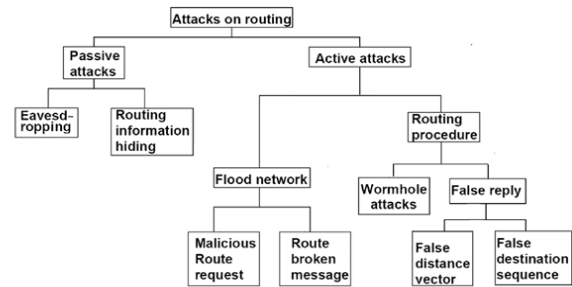 Attacks on routing
Passive
attacks
Active attacks
Eavesd-
ropping
Routing
information
hiding
Routing
procedure
Flood network
Wormhole
attacks
False reply
Malicious
Route
request
Route
broken
message
False
distance
vector
False
destination
sequence